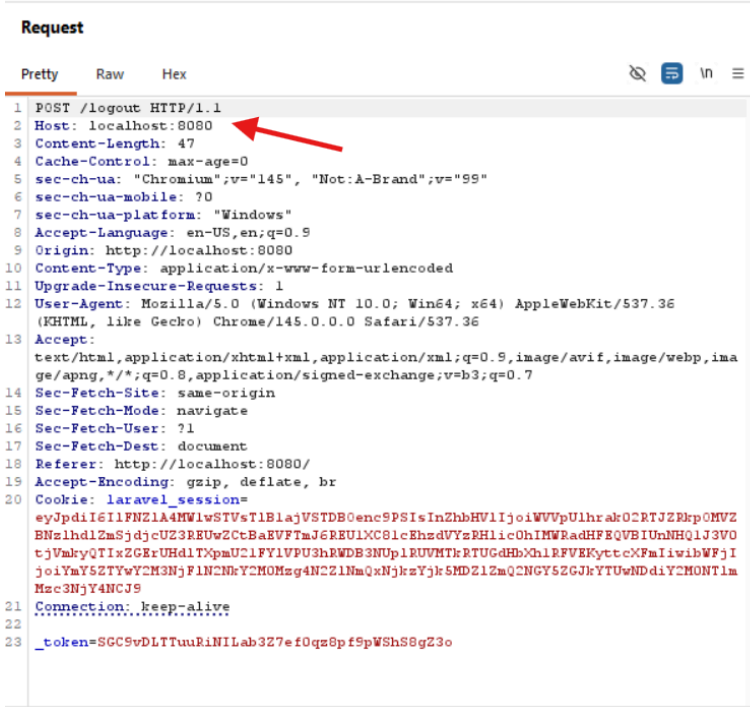 Request
Pretty Raw Hex \n
1 POST /logout HTTP/1.1
2 Host: localhost:8080
3 Content-Length: 47
4 Cache-Control: max-age=0
5 sec-ch-ua: "Chromium";v="145", "Not:A-Brand";v="99"
6 sec-ch-ua-mobile: ?0
7 sec-ch-ua-platform: "Windows"
8 Accept-Language: en-US,en;q=0.9
9 Origin: http://localhost:8080
10 Content-Type: application/x-www-form-urlencoded
11 Upgrade-Insecure-Requests: 1
12 User-Agent: Mozilla/5.0 (Windows NT 10.0; Win64; x64) AppleWebKit/537.36
(KHTML, like Gecko) Chrome/145.0.0.0 Safari/537.36
13 Accept:
text/html,application/xhtml+xml,application/xml;q=0.9,image/avif,image/webp,ima
ge/apng,*/*;q=0.8,application/signed-exchange;v=b3;q=0.7
14 Sec-Fetch-Site: same-origin
15 Sec-Fetch-Mode: navigate
16 Sec-Fetch-User: ?1
17 Sec-Fetch-Dest: document
18 Referer: http://localhost:8080/
19 Accept-Encoding: gzip, deflate, br
20 Cookie: laravel_session=
21 Connection: keep-alive
22
23 _token=SGC9vDLTTuuRiNILab3Z7ef0qz8pf9pWShS8gZ3o